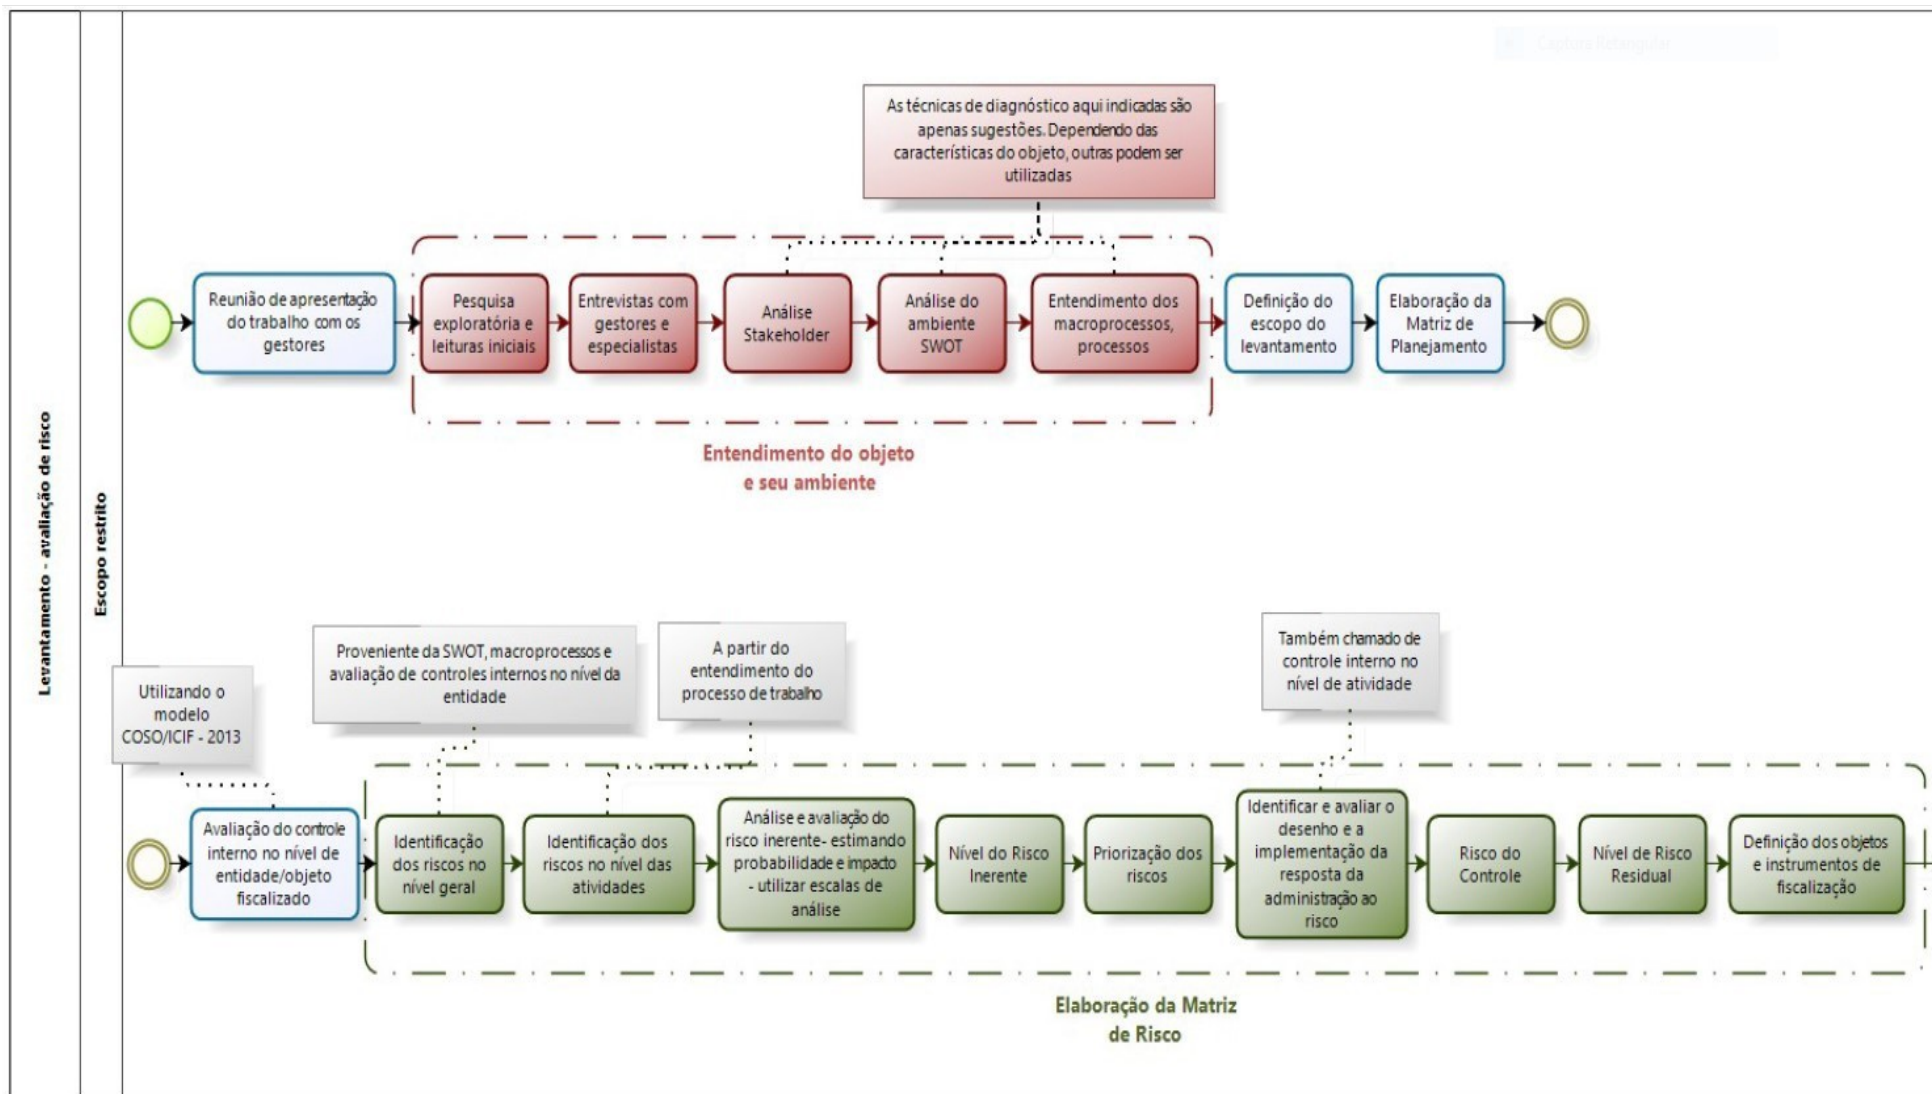 Levantamento - avaliação de risco
Escopo restrito
Captura Retangular
As técnicas de diagnóstico aqui indicadas são
apenas sugestões. Dependendo das
características do objeto, outras podem ser
utilizadas
Reunião de apresentação
do trabalho com os
gestores
Pesquisa
exploratória e
leituras iniciais
Entrevistas com
gestores e
especialistas
Análise
Stakeholder
Análise do
ambiente
SWOT
Entendimento dos
macroprocessos,
processos
Definição do
escopo do
levantamento
Elaboração da
Matriz de
Planejamento
Entendimento do objeto
e seu ambiente
Utilizando o
modelo
COSO/ICIF - 2013
Proveniente da SWOT, macroprocessos e
avaliação de controles internos no nível da
entidade
A partir do
entendimento do
processo de trabalho
Também chamado de
controle interno no
nível de atividade
Avaliação do controle
interno no nível de
entidade/objeto
fiscalizado
Identificação
dos riscos no
nível geral
Identificação dos
riscos no nível das
atividades
Análise e avaliação do
risco inerente- estimando
probabilidade e impacto
- utilizar escalas de
análise
Nível do Risco
Inerente
Priorização dos
riscos
Identificar e avaliar o
desenho e a
implementação da
resposta da
administração ao
risco
Risco do
Controle
Nível de Risco
Residual
Definição dos objetos
e instrumentos de
fiscalização
Elaboração da Matriz
de Risco